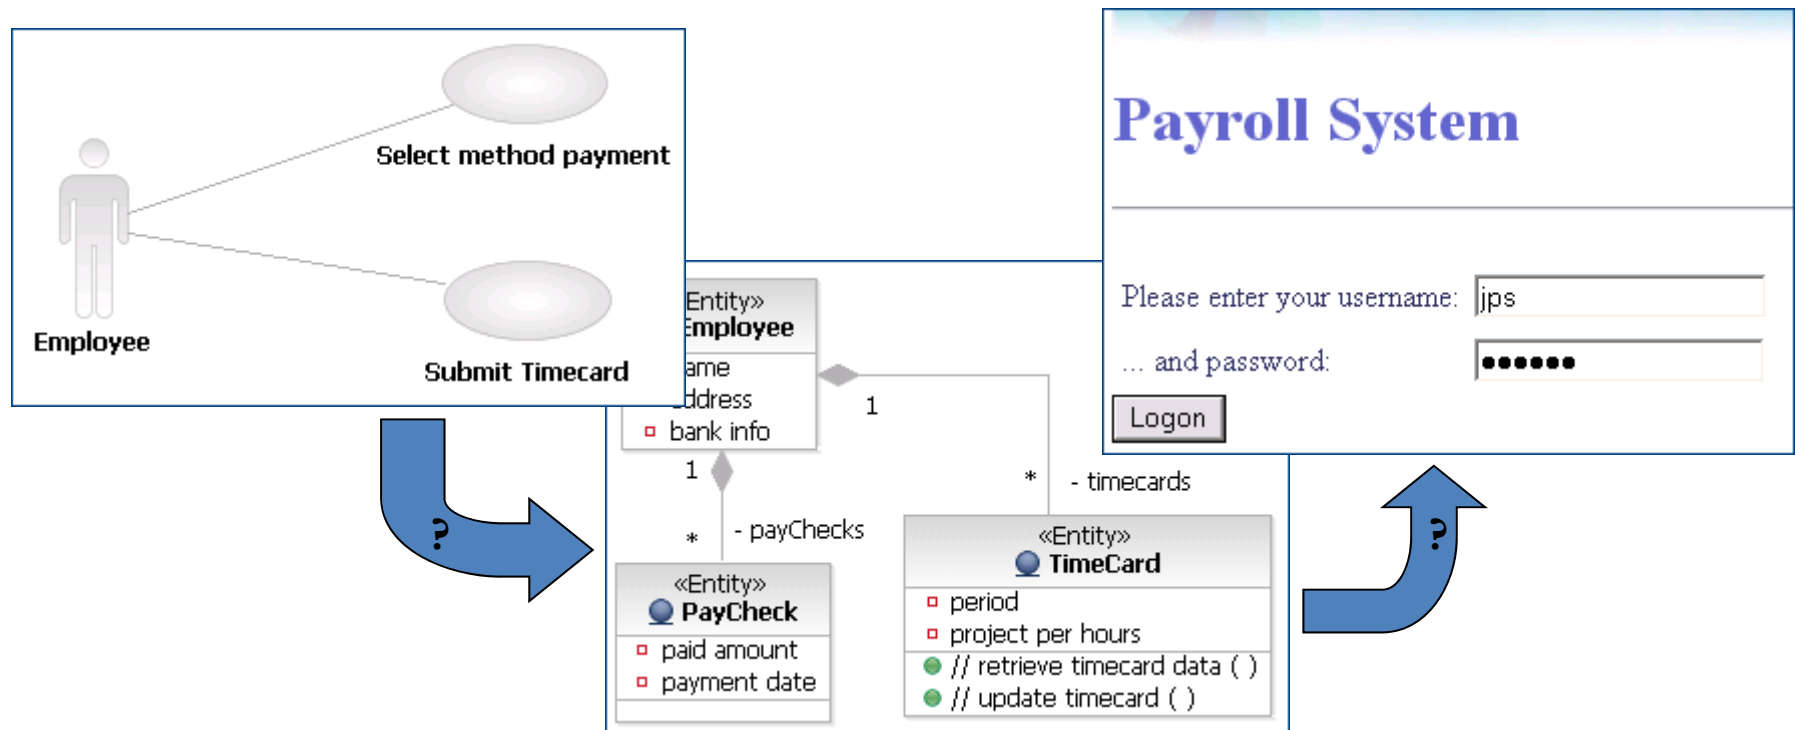 Select method payment
Employee
Submit Timecard
?
Entity»
Employee
ame
ddress
bank info
1
1
*
- payChecks
*
- timecards
«Entity»
PayCheck
paid amount
payment date
«Entity»
TimeCard
period
project per hours
// retrieve timecard data ( )
// update timecard ( )
?
Payroll System
Please enter your username:
jps
... and password:
●●●●●●
Logon